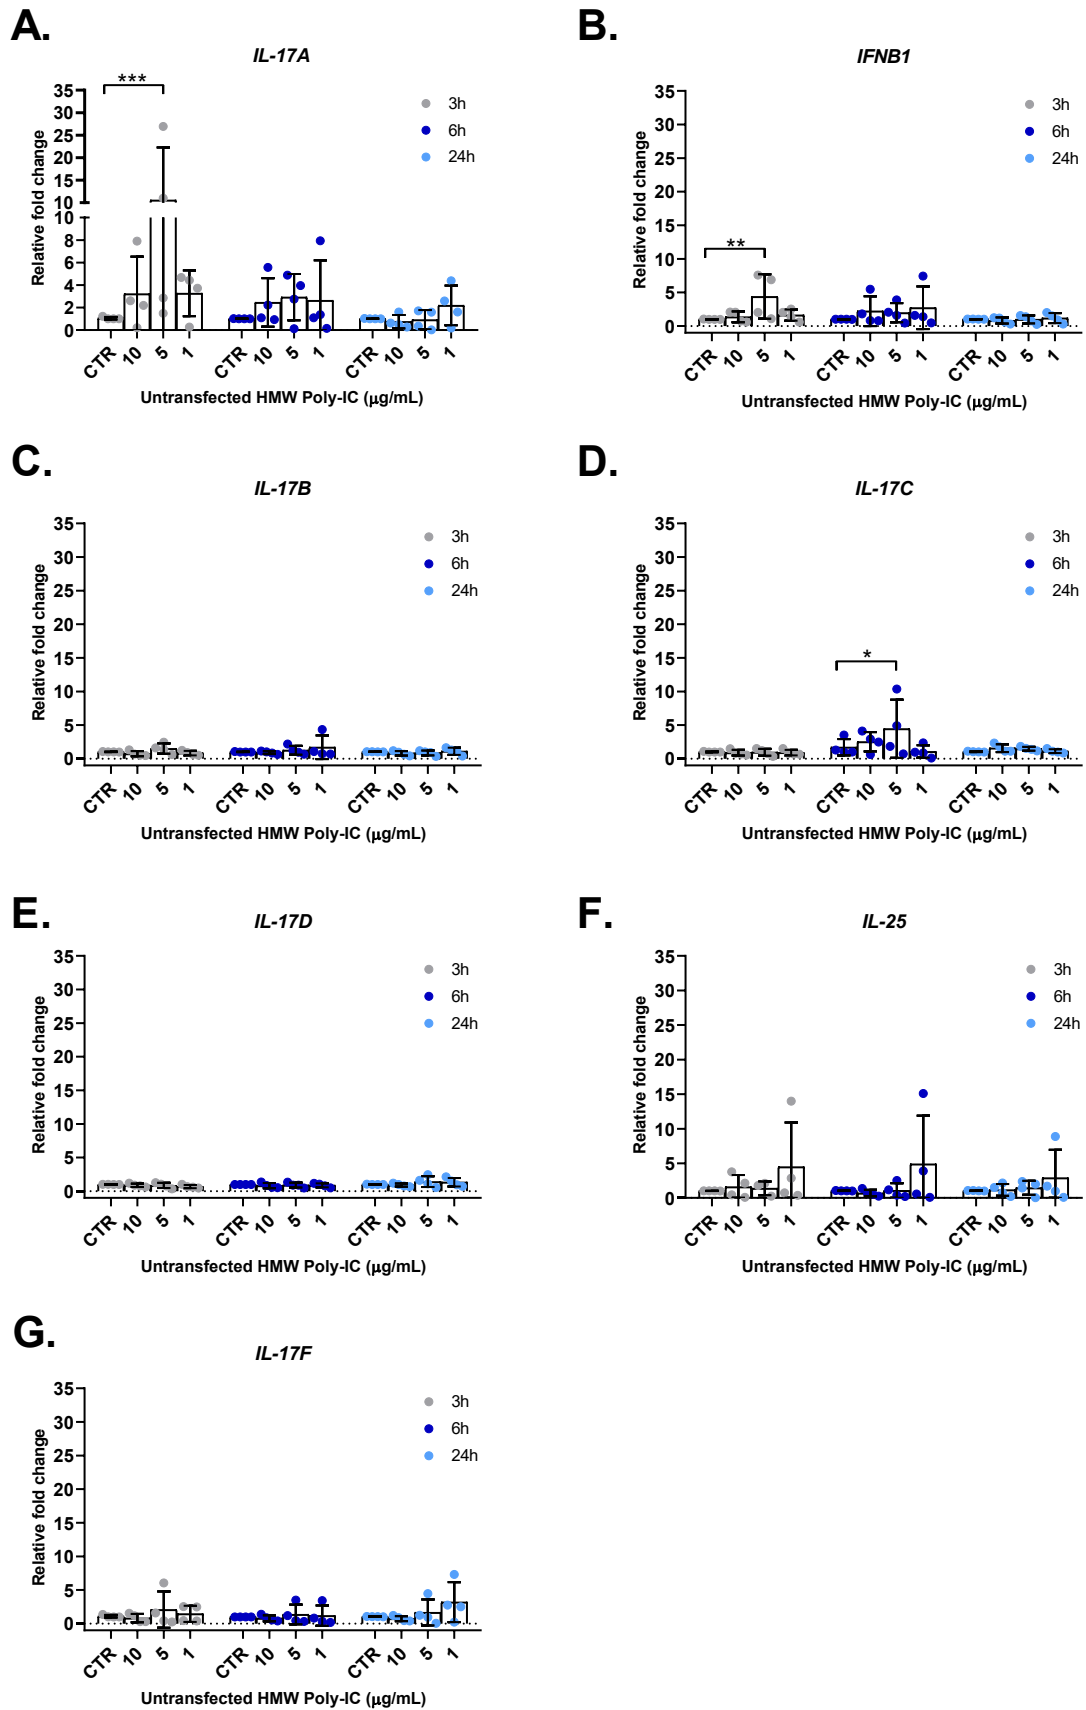 A.
IL-17A
***
35
30
25
20
15
10
10
8
6
4
2
0
Relative fold change
3h
6h
24h
CTR 10 5 1 CTR 10 5 1 CTR 10 5 1
Untransfected HMW Poly-IC (μg/mL)
B.
IFNB1
**
35
30
25
20
15
10
5
0
Relative fold change
3h
6h
24h
CTR 10 5 1 CTR 10 5 1 CTR 10 5 1
Untransfected HMW Poly-IC (μg/mL)
C.
IL-17B
35
30
25
20
15
10
5
0
Relative fold change
3h
6h
24h
CTR 10 5 1 CTR 10 5 1 CTR 10 5 1
Untransfected HMW Poly-IC (μg/mL)
D.
IL-17C
*
35
30
25
20
15
10
5
0
Relative fold change
3h
6h
24h
CTR 10 5 1 CTR 10 5 1 CTR 10 5 1
Untransfected HMW Poly-IC (μg/mL)
E.
IL-17D
35
30
25
20
15
10
5
0
Relative fold change
3h
6h
24h
CTR 10 5 1 CTR 10 5 1 CTR 10 5 1
Untransfected HMW Poly-IC (μg/mL)
F.
IL-25
35
30
25
20
15
10
5
0
Relative fold change
3h
6h
24h
CTR 10 5 1 CTR 10 5 1 CTR 10 5 1
Untransfected HMW Poly-IC (μg/mL)
G.
IL-17F
35
30
25
20
15
10
5
0
Relative fold change
3h
6h
24h
CTR 10 5 1 CTR 10 5 1 CTR 10 5 1
Untransfected HMW Poly-IC (μg/mL)